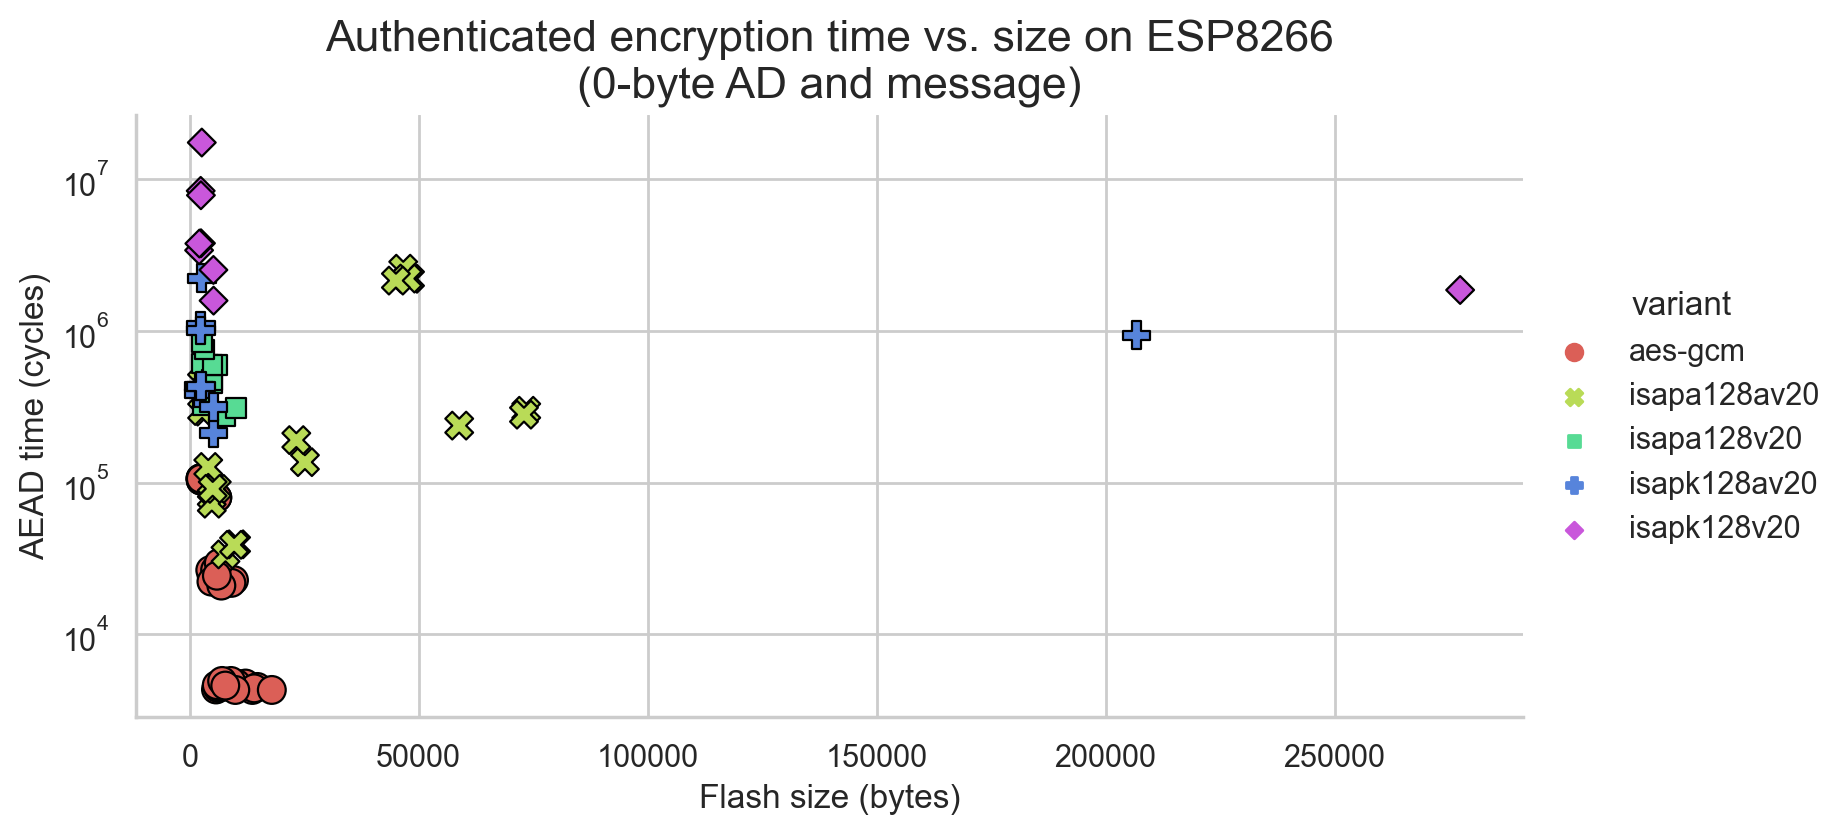 Authenticated encryption time vs. size on ESP8266
(0-byte AD and message)
AEAD time (cycles)
10^7
10^6
10^5
10^4
0 50000 100000 150000 200000 250000
Flash size (bytes)
variant
aes-gcm
isapa128av20
isapa128v20
isapk128av20
isapk128v20